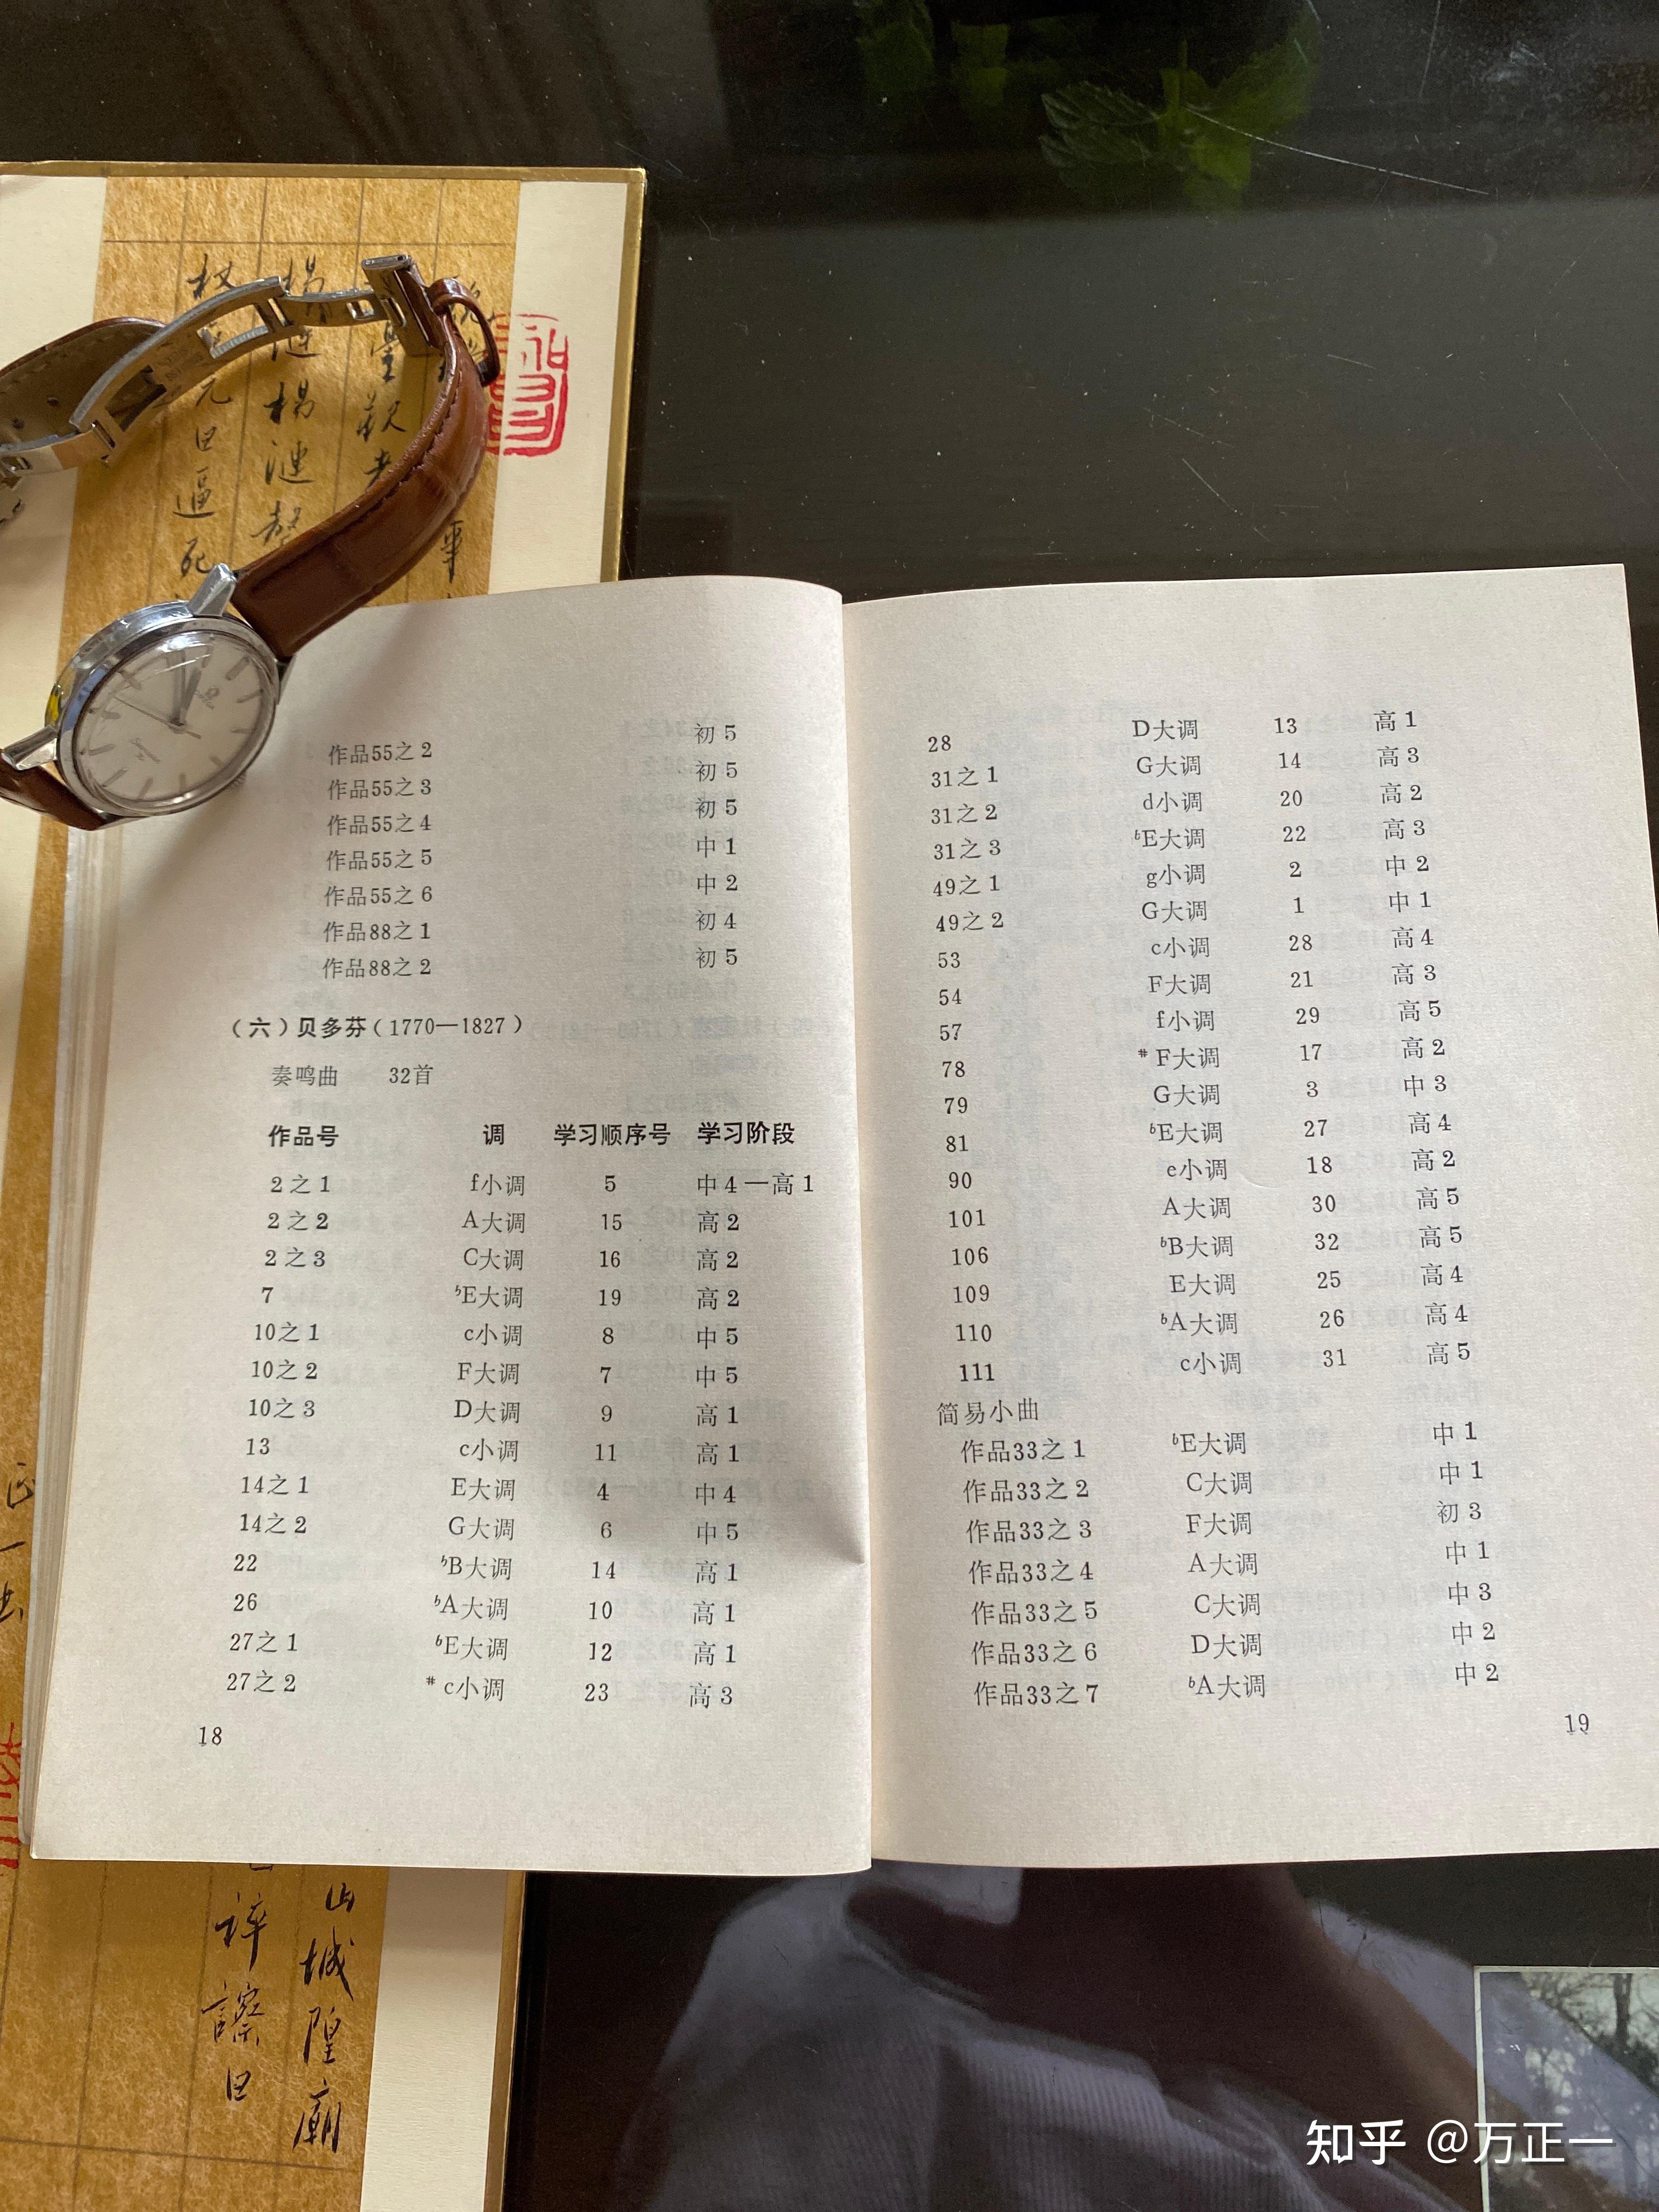 楊漣楊漣
元日逼死
作品55之2 初5
作品55之3 初5
作品55之4 初5
作品55之5 中1
作品55之6 中2
作品88之1 初4
作品88之2 初5
（六）贝多芬（1770—1827）
奏鸣曲 32首
作品号 调 学习顺序号 学习阶段
2之1 f小调 5 中4—高1
2之2 A大调 15 高2
2之3 C大调 16 高2
7 ♭E大调 19 高2
10之1 c小调 8 中5
10之2 F大调 7 中5
10之3 D大调 9 高1
13 c小调 11 高1
14之1 E大调 4 中4
14之2 G大调 6 中5
22 ♭B大调 14 高1
26 ♭A大调 10 高1
27之1 ♭E大调 12 高1
27之2 #c小调 23 高3
18
28 D大调 13 高1
31之1 G大调 14 高3
31之2 d小调 20 高2
31之3 ♭E大调 22 高3
49之1 g小调 2 中2
49之2 G大调 1 中1
53 c小调 28 高4
54 F大调 21 高3
57 f小调 29 高5
78 #F大调 17 高2
79 G大调 3 中3
81 ♭E大调 27 高4
90 e小调 18 高2
101 A大调 30 高5
106 ♭B大调 32 高5
109 E大调 25 高4
110 ♭A大调 26 高4
111 c小调 31 高5
简易小曲
作品33之1 ♭E大调 中1
作品33之2 C大调 中1
作品33之3 F大调 初3
作品33之4 A大调 中1
作品33之5 C大调 中3
作品33之6 D大调 中2
作品33之7 ♭A大调 中2
19
山城隍廟
知乎 @万正一